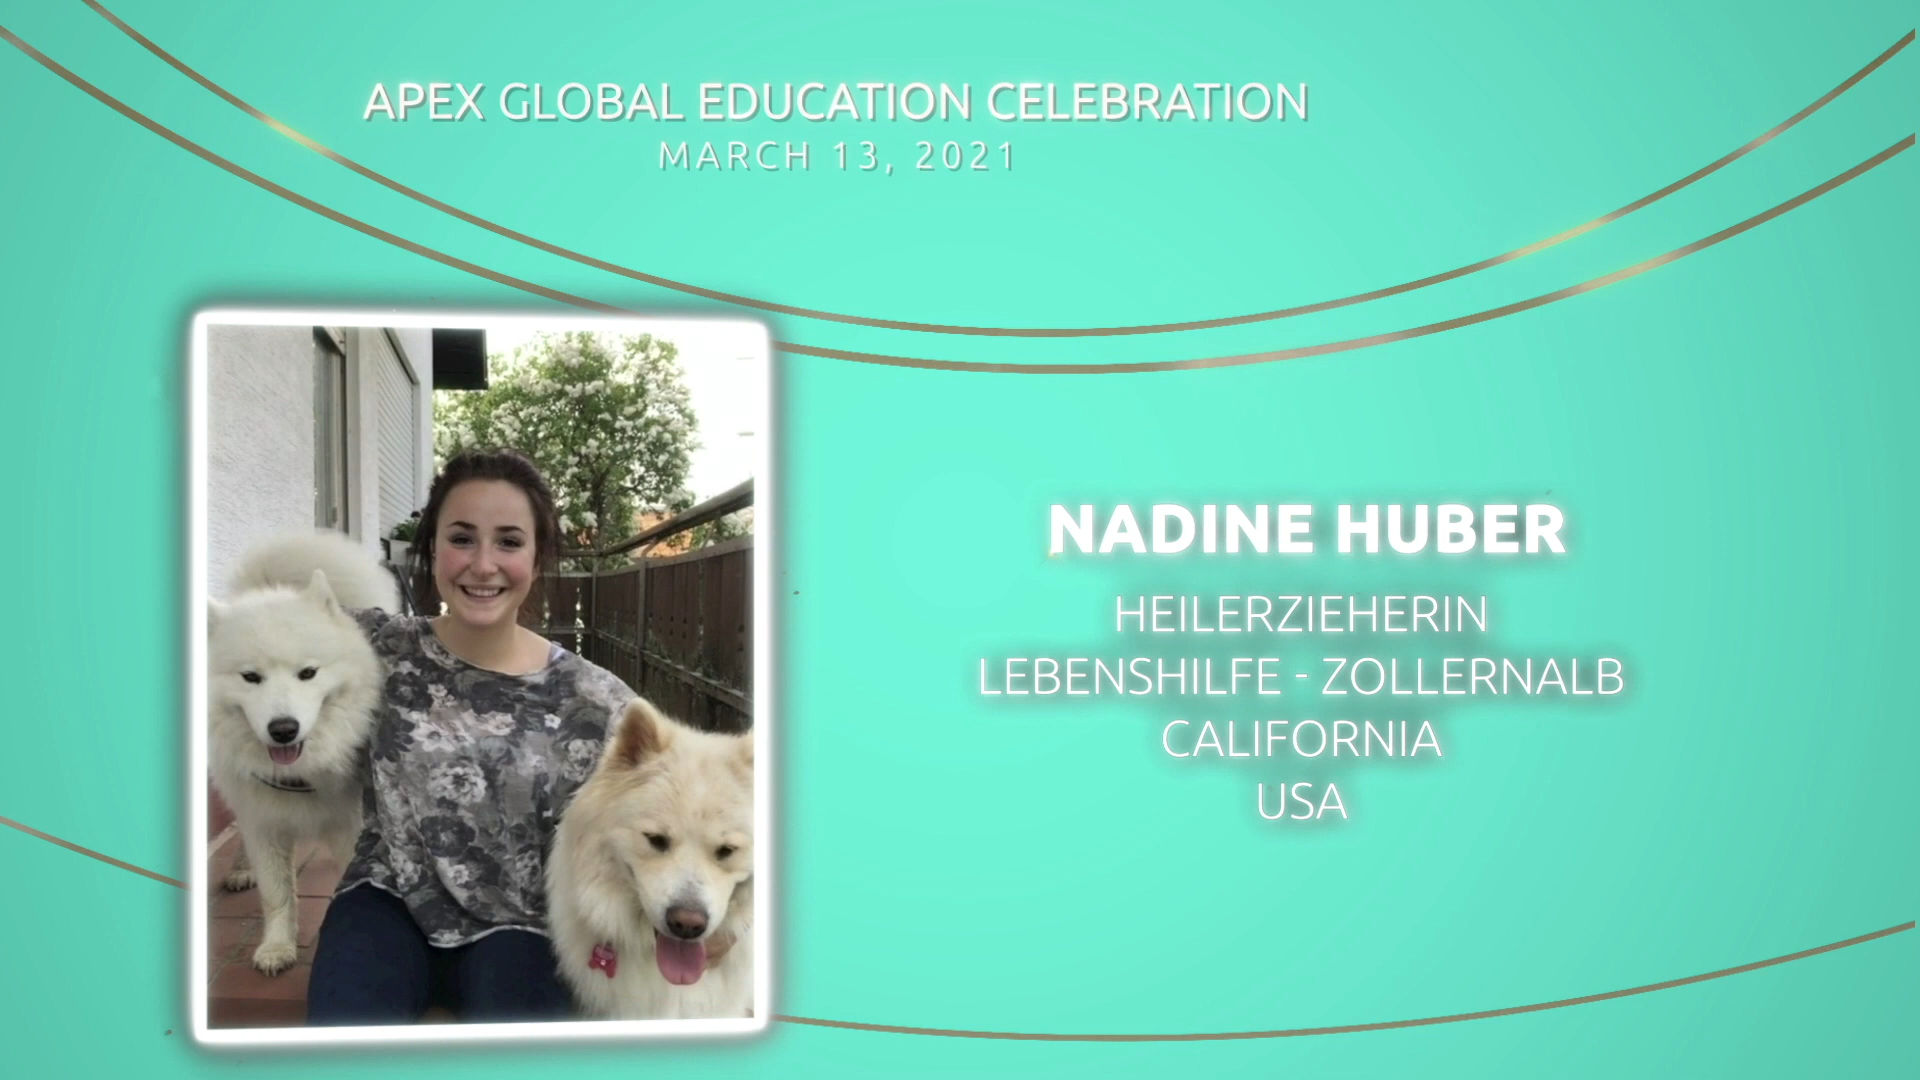 APEX GLOBAL EDUCATION CELEBRATION
MARCH 13, 2021
NADINE HUBER
HEILERZIEHERIN
LEBENSHILFE - ZOLLERNALB
CALIFORNIA
USA